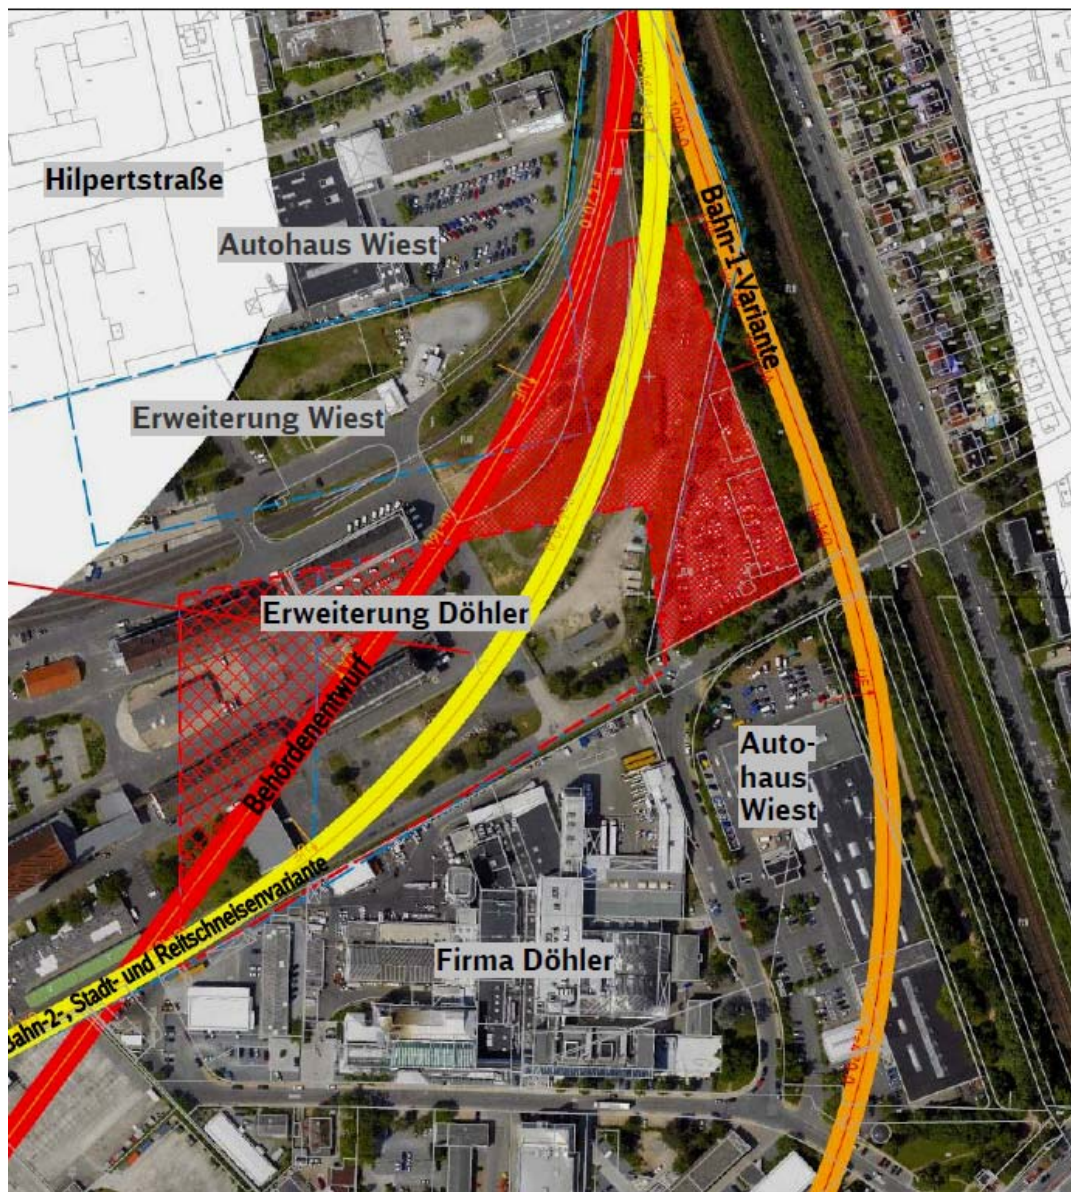 Hilpertstraße
Autohaus Wiest
Bahn-1-Variante
Erweiterung Wiest
Erweiterung Döhler
Behördenentwurf
Auto-
haus
Wiest
Bahn-2-, Stadt- und Reitschneisenvariante
Firma Döhler